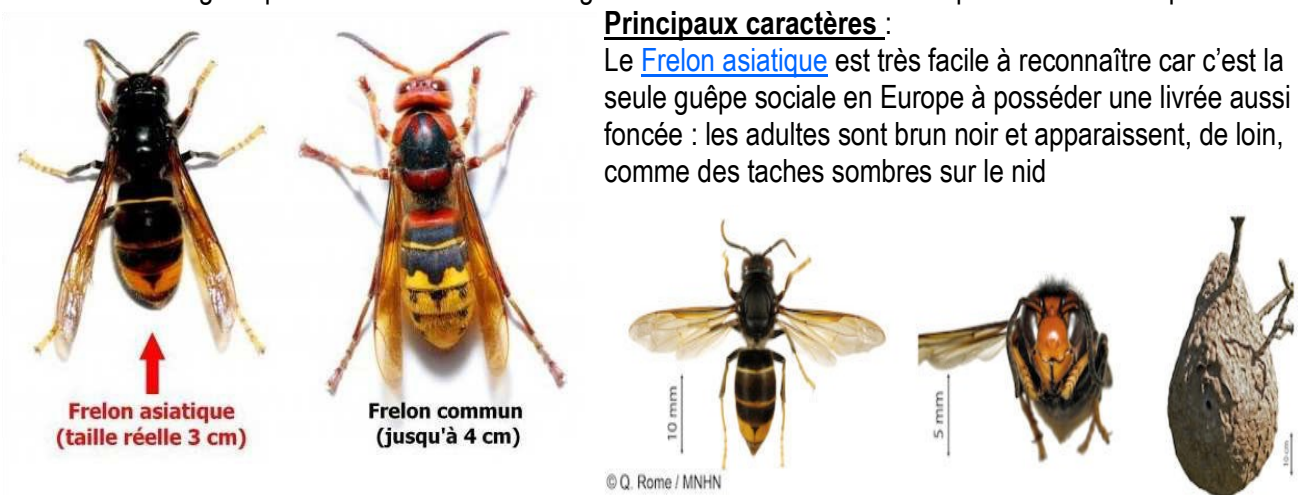 Principaux caractères :
Le Frelon asiatique est très facile à reconnaître car c’est la
seule guêpe sociale en Europe à posséder une livrée aussi
foncée : les adultes sont brun noir et apparaissent, de loin,
comme des taches sombres sur le nid
Frelon asiatique
(taille réelle 3 cm)
Frelon commun
(jusqu'à 4 cm)
10 mm
5 mm
10 cm
© Q. Rome / MNHN